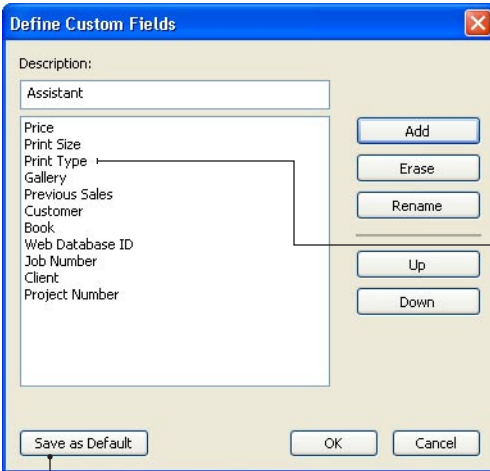 Define Custom Fields
Description:
Assistant
Price
Print Size
Print Type
Gallery
Previous Sales
Customer
Book
Web Database ID
Job Number
Client
Project Number
Add
Erase
Rename
Up
Down
Save as Default
OK
Cancel